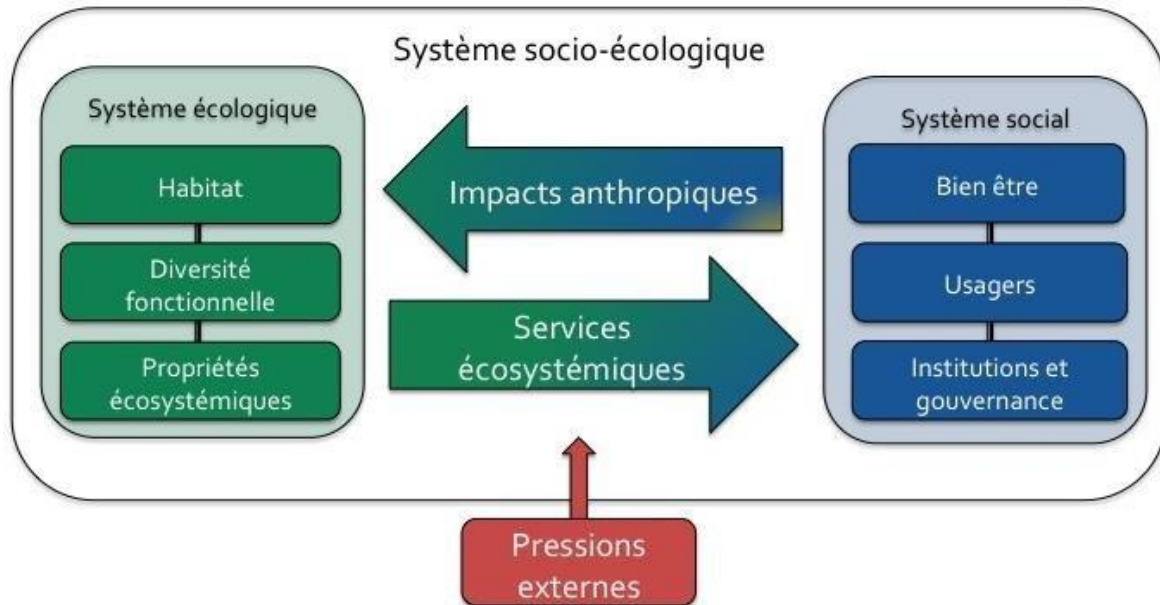 Système socio-écologique
Système écologique
Habitat
Diversité
fonctionnelle
Propriétés
écosystémiques
Impacts anthropiques
Services
écosystémiques
Système social
Bien être
Usagers
Institutions et
gouvernance
Pressions
externes